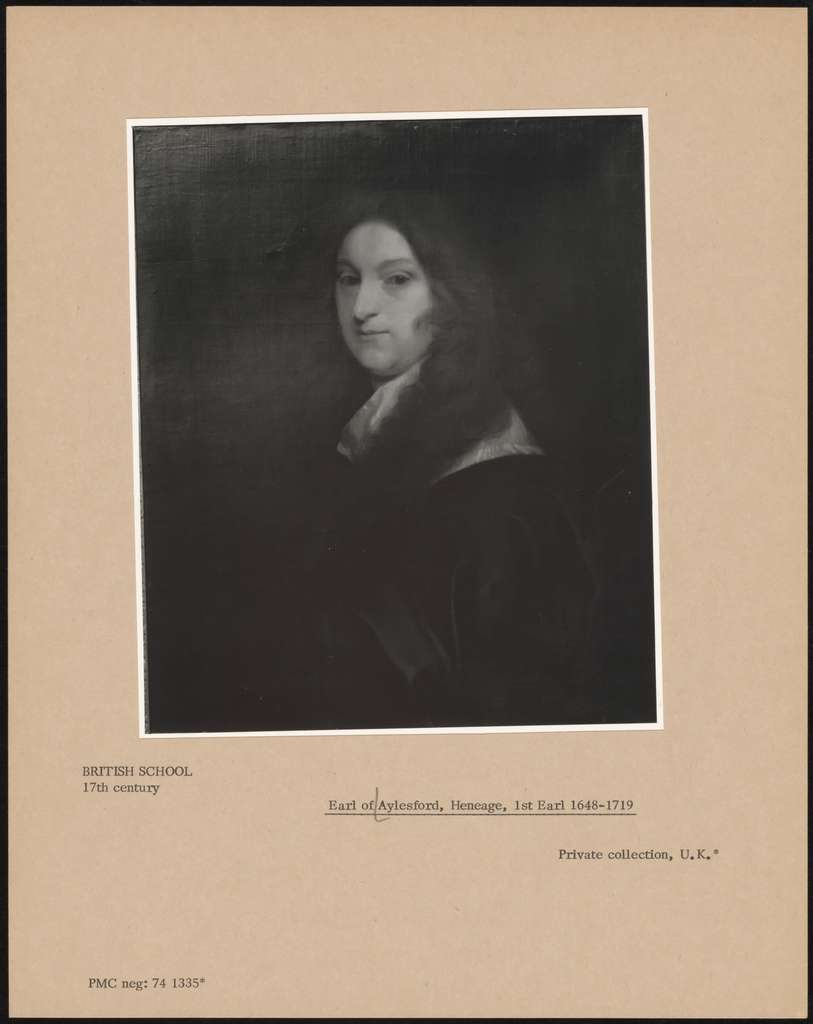 BRITISH SCHOOL
17th century
Earl of Aylesford, Heneage, 1st Earl 1648-1719
Private collection, U.K.*
PMC neg: 74 1335*